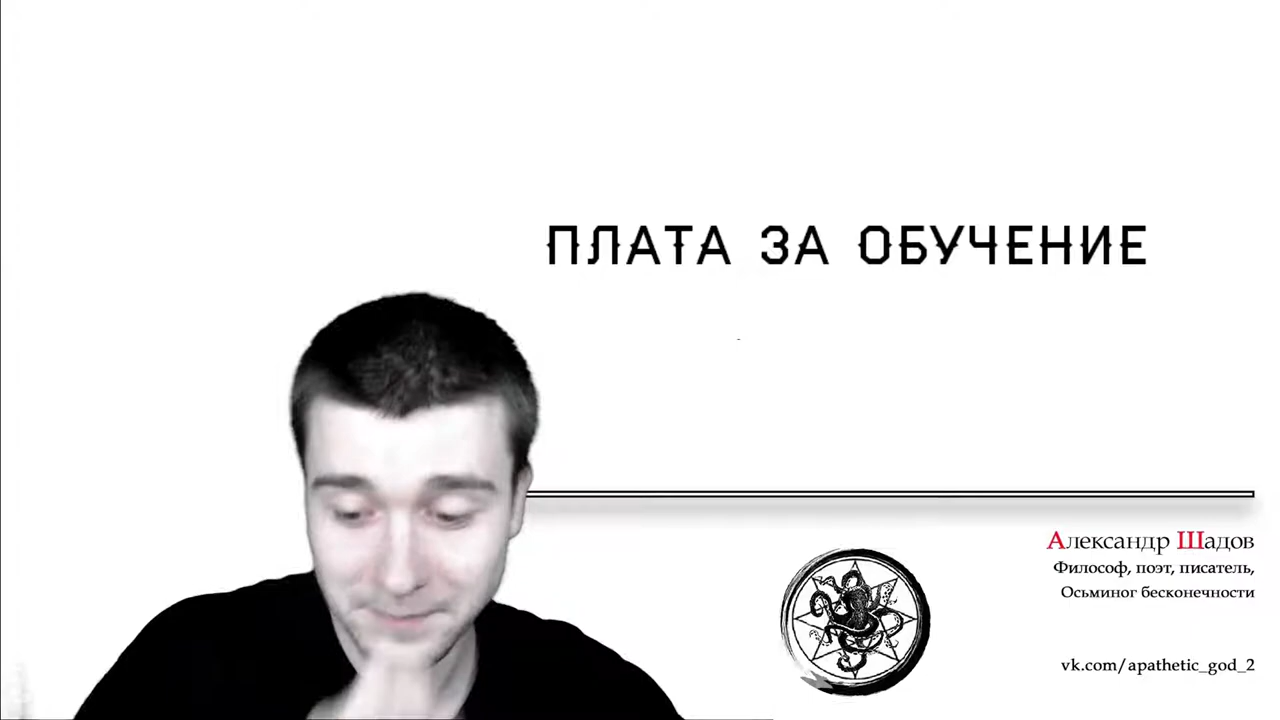 ПЛАТА ЗА ОБУЧЕНИЕ
Александр Шадов
Философ, поэт, писатель,
Осьминог бесконечности
vk.com/apathetic_god_2